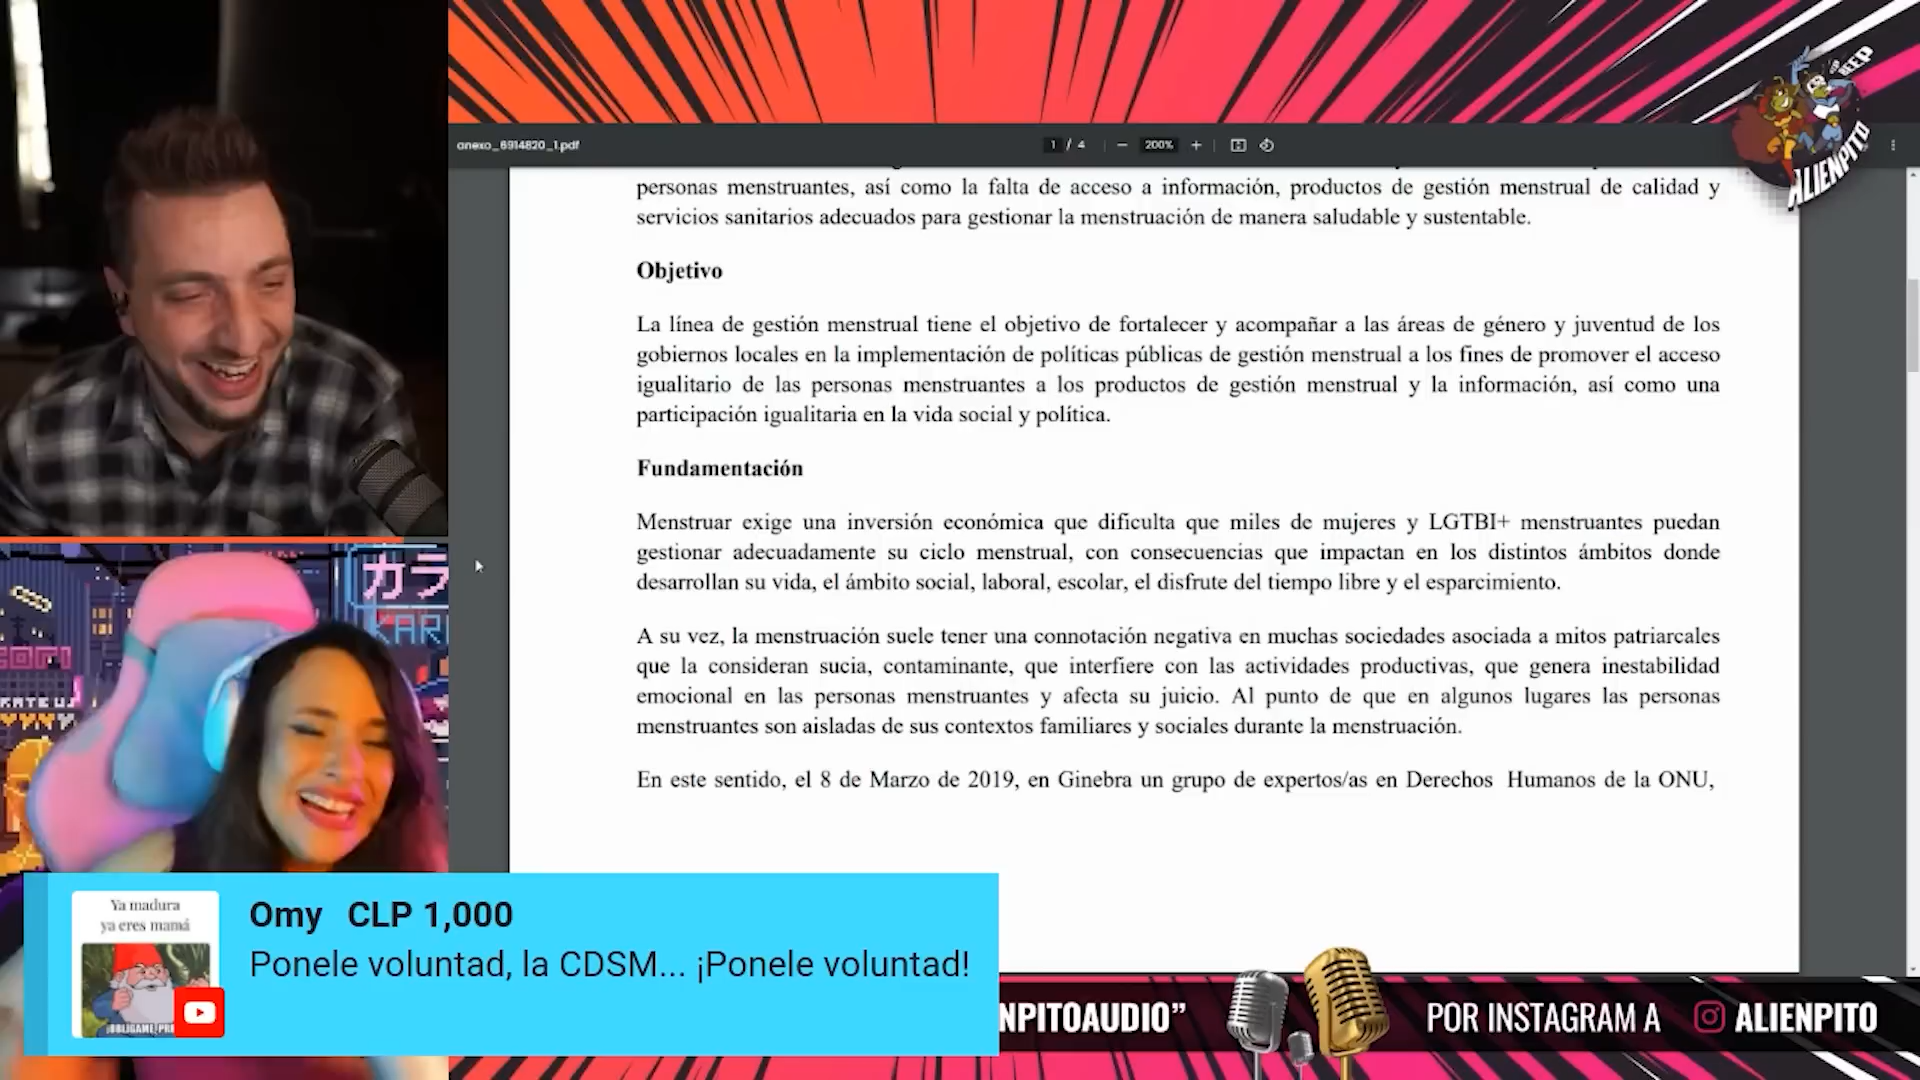 anexo_6914820_1.pdf
1 / 4
200%
BEEP
ALIENPITO
personas menstruantes, así como la falta de acceso a información, productos de gestión menstrual de calidad y
servicios sanitarios adecuados para gestionar la menstruación de manera saludable y sustentable.
Objetivo
La línea de gestión menstrual tiene el objetivo de fortalecer y acompañar a las áreas de género y juventud de los
gobiernos locales en la implementación de políticas públicas de gestión menstrual a los fines de promover el acceso
igualitario de las personas menstruantes a los productos de gestión menstrual y la información, así como una
participación igualitaria en la vida social y política.
Fundamentación
Menstruar exige una inversión económica que dificulta que miles de mujeres y LGTBI+ menstruantes puedan
gestionar adecuadamente su ciclo menstrual, con consecuencias que impactan en los distintos ámbitos donde
desarrollan su vida, el ámbito social, laboral, escolar, el disfrute del tiempo libre y el esparcimiento.
A su vez, la menstruación suele tener una connotación negativa en muchas sociedades asociada a mitos patriarcales
que la consideran sucia, contaminante, que interfiere con las actividades productivas, que genera inestabilidad
emocional en las personas menstruantes y afecta su juicio. Al punto de que en algunos lugares las personas
menstruantes son aisladas de sus contextos familiares y sociales durante la menstruación.
En este sentido, el 8 de Marzo de 2019, en Ginebra un grupo de expertos/as en Derechos Humanos de la ONU,
カラ
KAR
Ya madura
ya eres mamá
Omy CLP 1,000
Ponele voluntad, la CDSM... ¡Ponele voluntad!
NPITOAUDIO”
POR INSTAGRAM A ALIENPITO